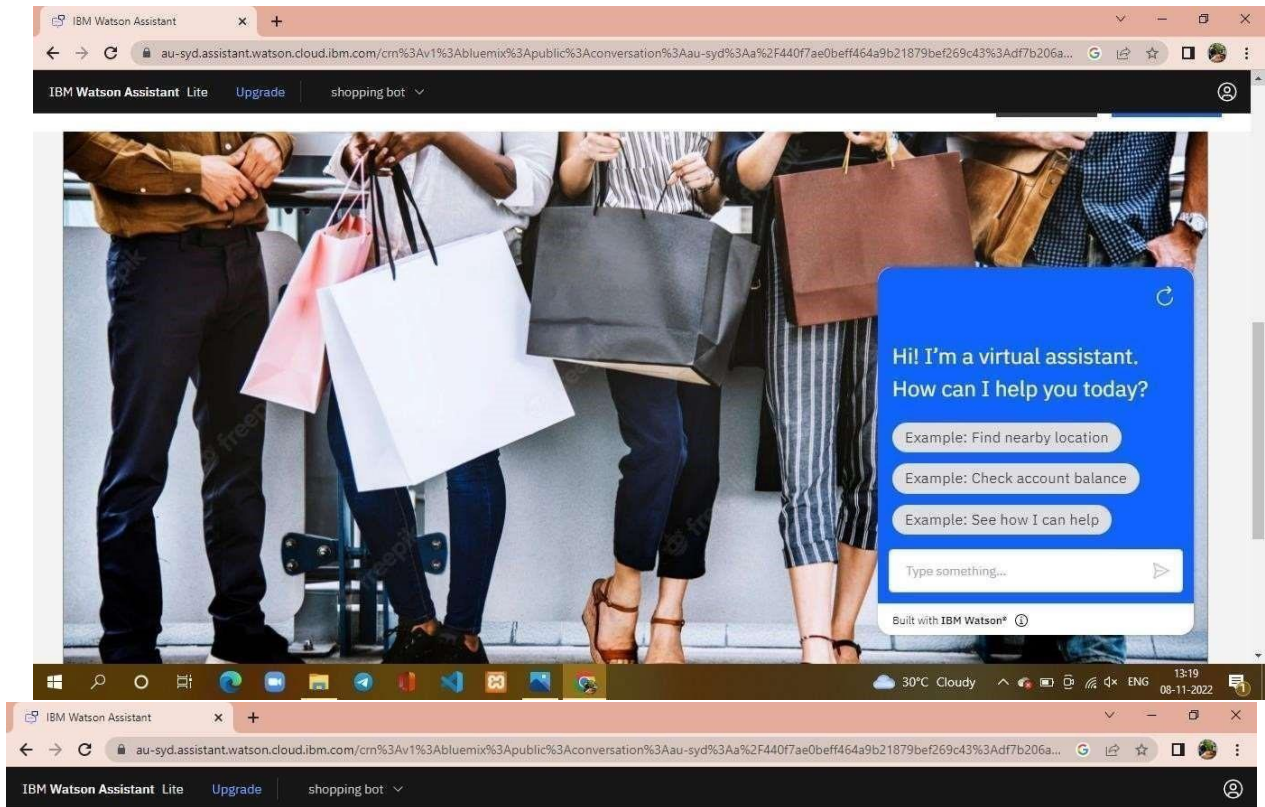 IBM Watson Assistant
au-syd.assistant.watson.cloud.ibm.com/crn%3Av1%3Abluemix%3Apublic%3Aconversation%3Aau-syd%3Aa%2F440f7ae0beff464a9b21879bef269c43%3Adf7b206a...
IBM Watson Assistant Lite Upgrade shopping bot
Hi! I'm a virtual assistant.
How can I help you today?
Example: Find nearby location
Example: Check account balance
Example: See how I can help
Type something...
Built with IBM Watson®
freepik
freepik
30°C Cloudy ENG 13:19
08-11-2022
IBM Watson Assistant
au-syd.assistant.watson.cloud.ibm.com/crn%3Av1%3Abluemix%3Apublic%3Aconversation%3Aau-syd%3Aa%2F440f7ae0beff464a9b21879bef269c43%3Adf7b206a...
IBM Watson Assistant Lite Upgrade shopping bot